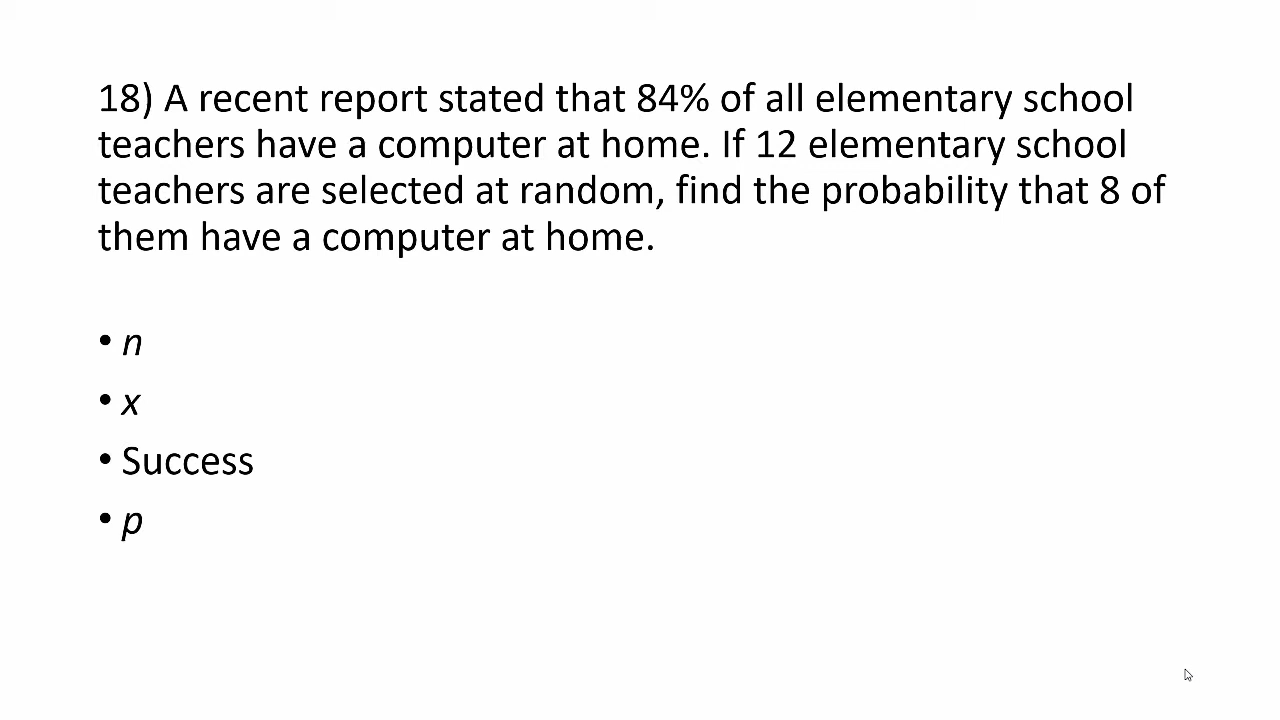 18) A recent report stated that 84% of all elementary school
teachers have a computer at home. If 12 elementary school
teachers are selected at random, find the probability that 8 of
them have a computer at home.
• n
• x
• Success
• p